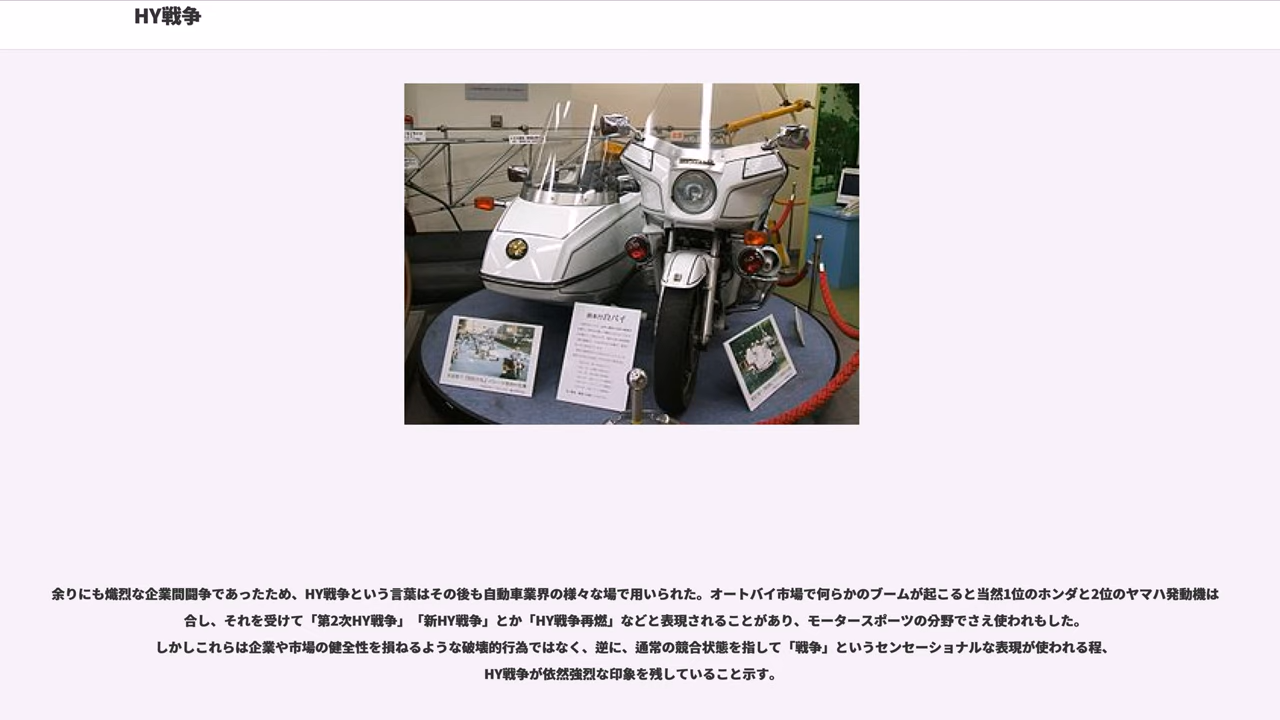 HY戦争
余りにも熾烈な企業間闘争であったため、HY戦争という言葉はその後も自動車業界の様々な場で用いられた。オートバイ市場で何らかのブームが起こると当然1位のホンダと2位のヤマハ発動機は
合し、それを受けて「第2次HY戦争」「新HY戦争」とか「HY戦争再燃」などと表現されることがあり、モータースポーツの分野でさえ使われもした。
しかしこれらは企業や市場の健全性を損ねるような破壊的行為ではなく、逆に、通常の競合状態を指して「戦争」というセンセーショナルな表現が使われる程、
HY戦争が依然強烈な印象を残していること示す。